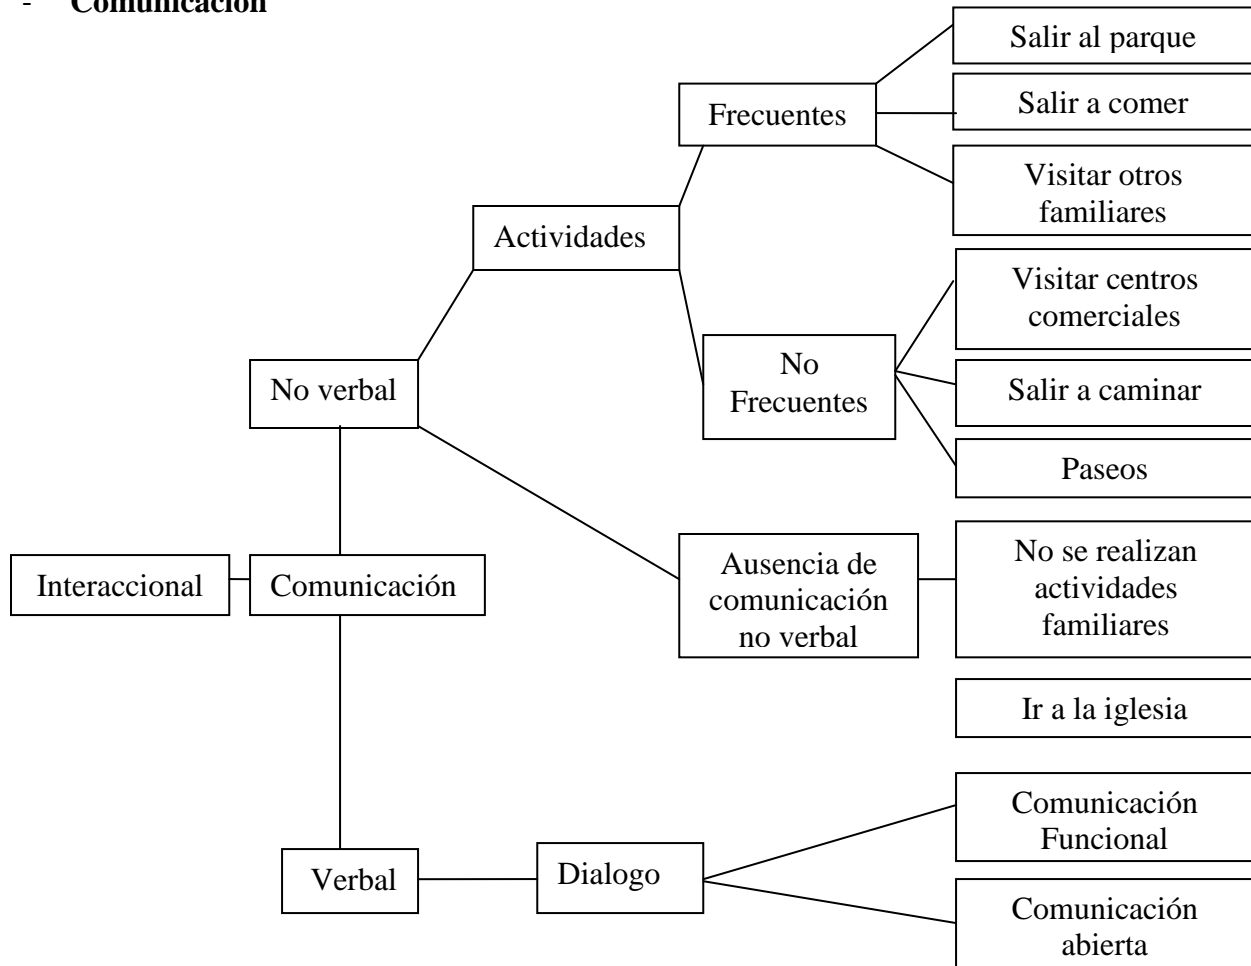 - Comunicación
Salir al parque
Frecuentes
Salir a comer
Visitar otros
familiares
Actividades
Visitar centros
comerciales
No
Frecuentes
Salir a caminar
No verbal
Paseos
Interaccional
Comunicación
Ausencia de
comunicación
no verbal
No se realizan
actividades
familiares
Ir a la iglesia
Verbal
Dialogo
Comunicación
Funcional
Comunicación
abierta